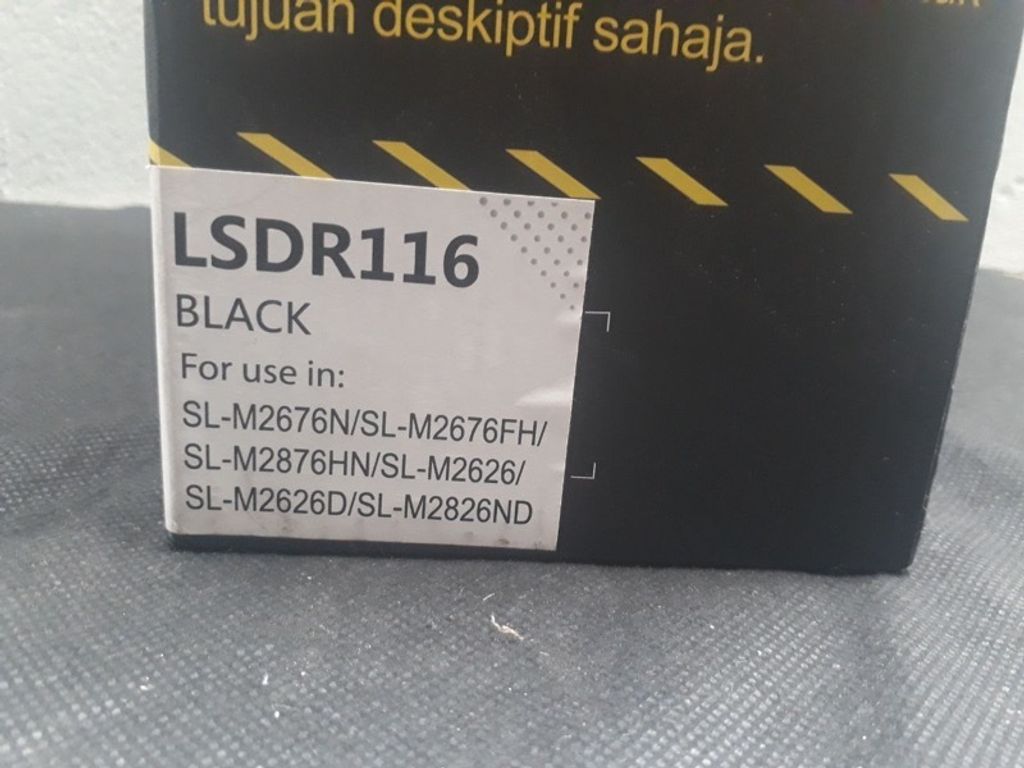 tujuan deskiptif sahaja.
LSDR116
BLACK
For use in:
SL-M2676N/SL-M2676FH/
SL-M2876HN/SL-M2626/
SL-M2626D/SL-M2826ND